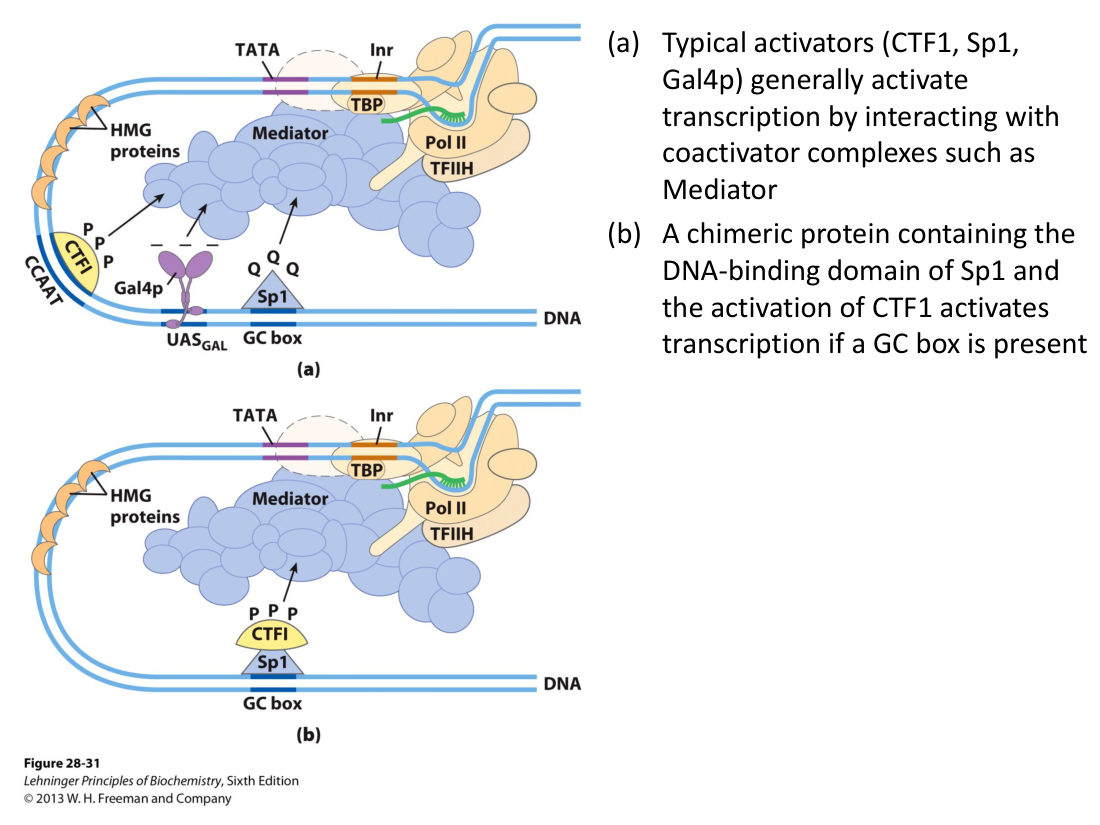 TATA
Inr
TBP
HMG
proteins
Mediator
Pol II
TFIIH
P
P
P
CTFI
CCAAT
Gal4p
– – – –
Q
Q
Q
Sp1
DNA
UASGAL
GC box
(a)
TATA
Inr
TBP
HMG
proteins
Mediator
Pol II
TFIIH
P P P
CTFI
Sp1
DNA
GC box
(b)
Figure 28-31
Lehninger Principles of Biochemistry, Sixth Edition
© 2013 W. H. Freeman and Company
(a) Typical activators (CTF1, Sp1,
Gal4p) generally activate
transcription by interacting with
coactivator complexes such as
Mediator
(b) A chimeric protein containing the
DNA-binding domain of Sp1 and
the activation of CTF1 activates
transcription if a GC box is present